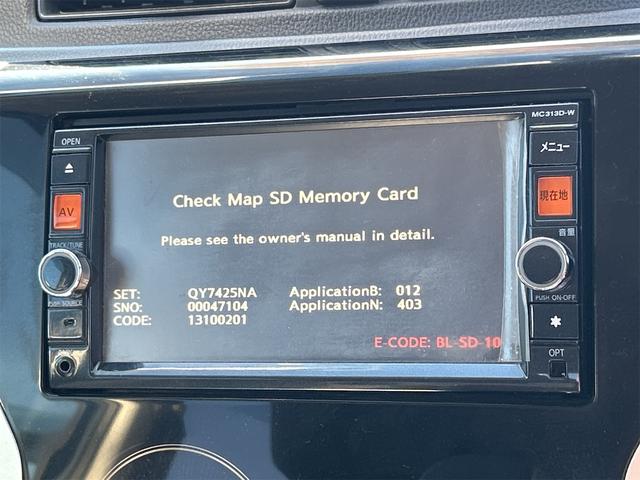 MC313D-W
OPEN
メニュー
AV
現在地
TRACK/TUNE
音量
PUSH SOURCE
PUSH ON-OFF
OPT
Check Map SD Memory Card
Please see the owner's manual in detail.
SET: QY7425NA ApplicationB: 012
SNO: 00047104 ApplicationN: 403
CODE: 13100201
E-CODE: BL-SD-10